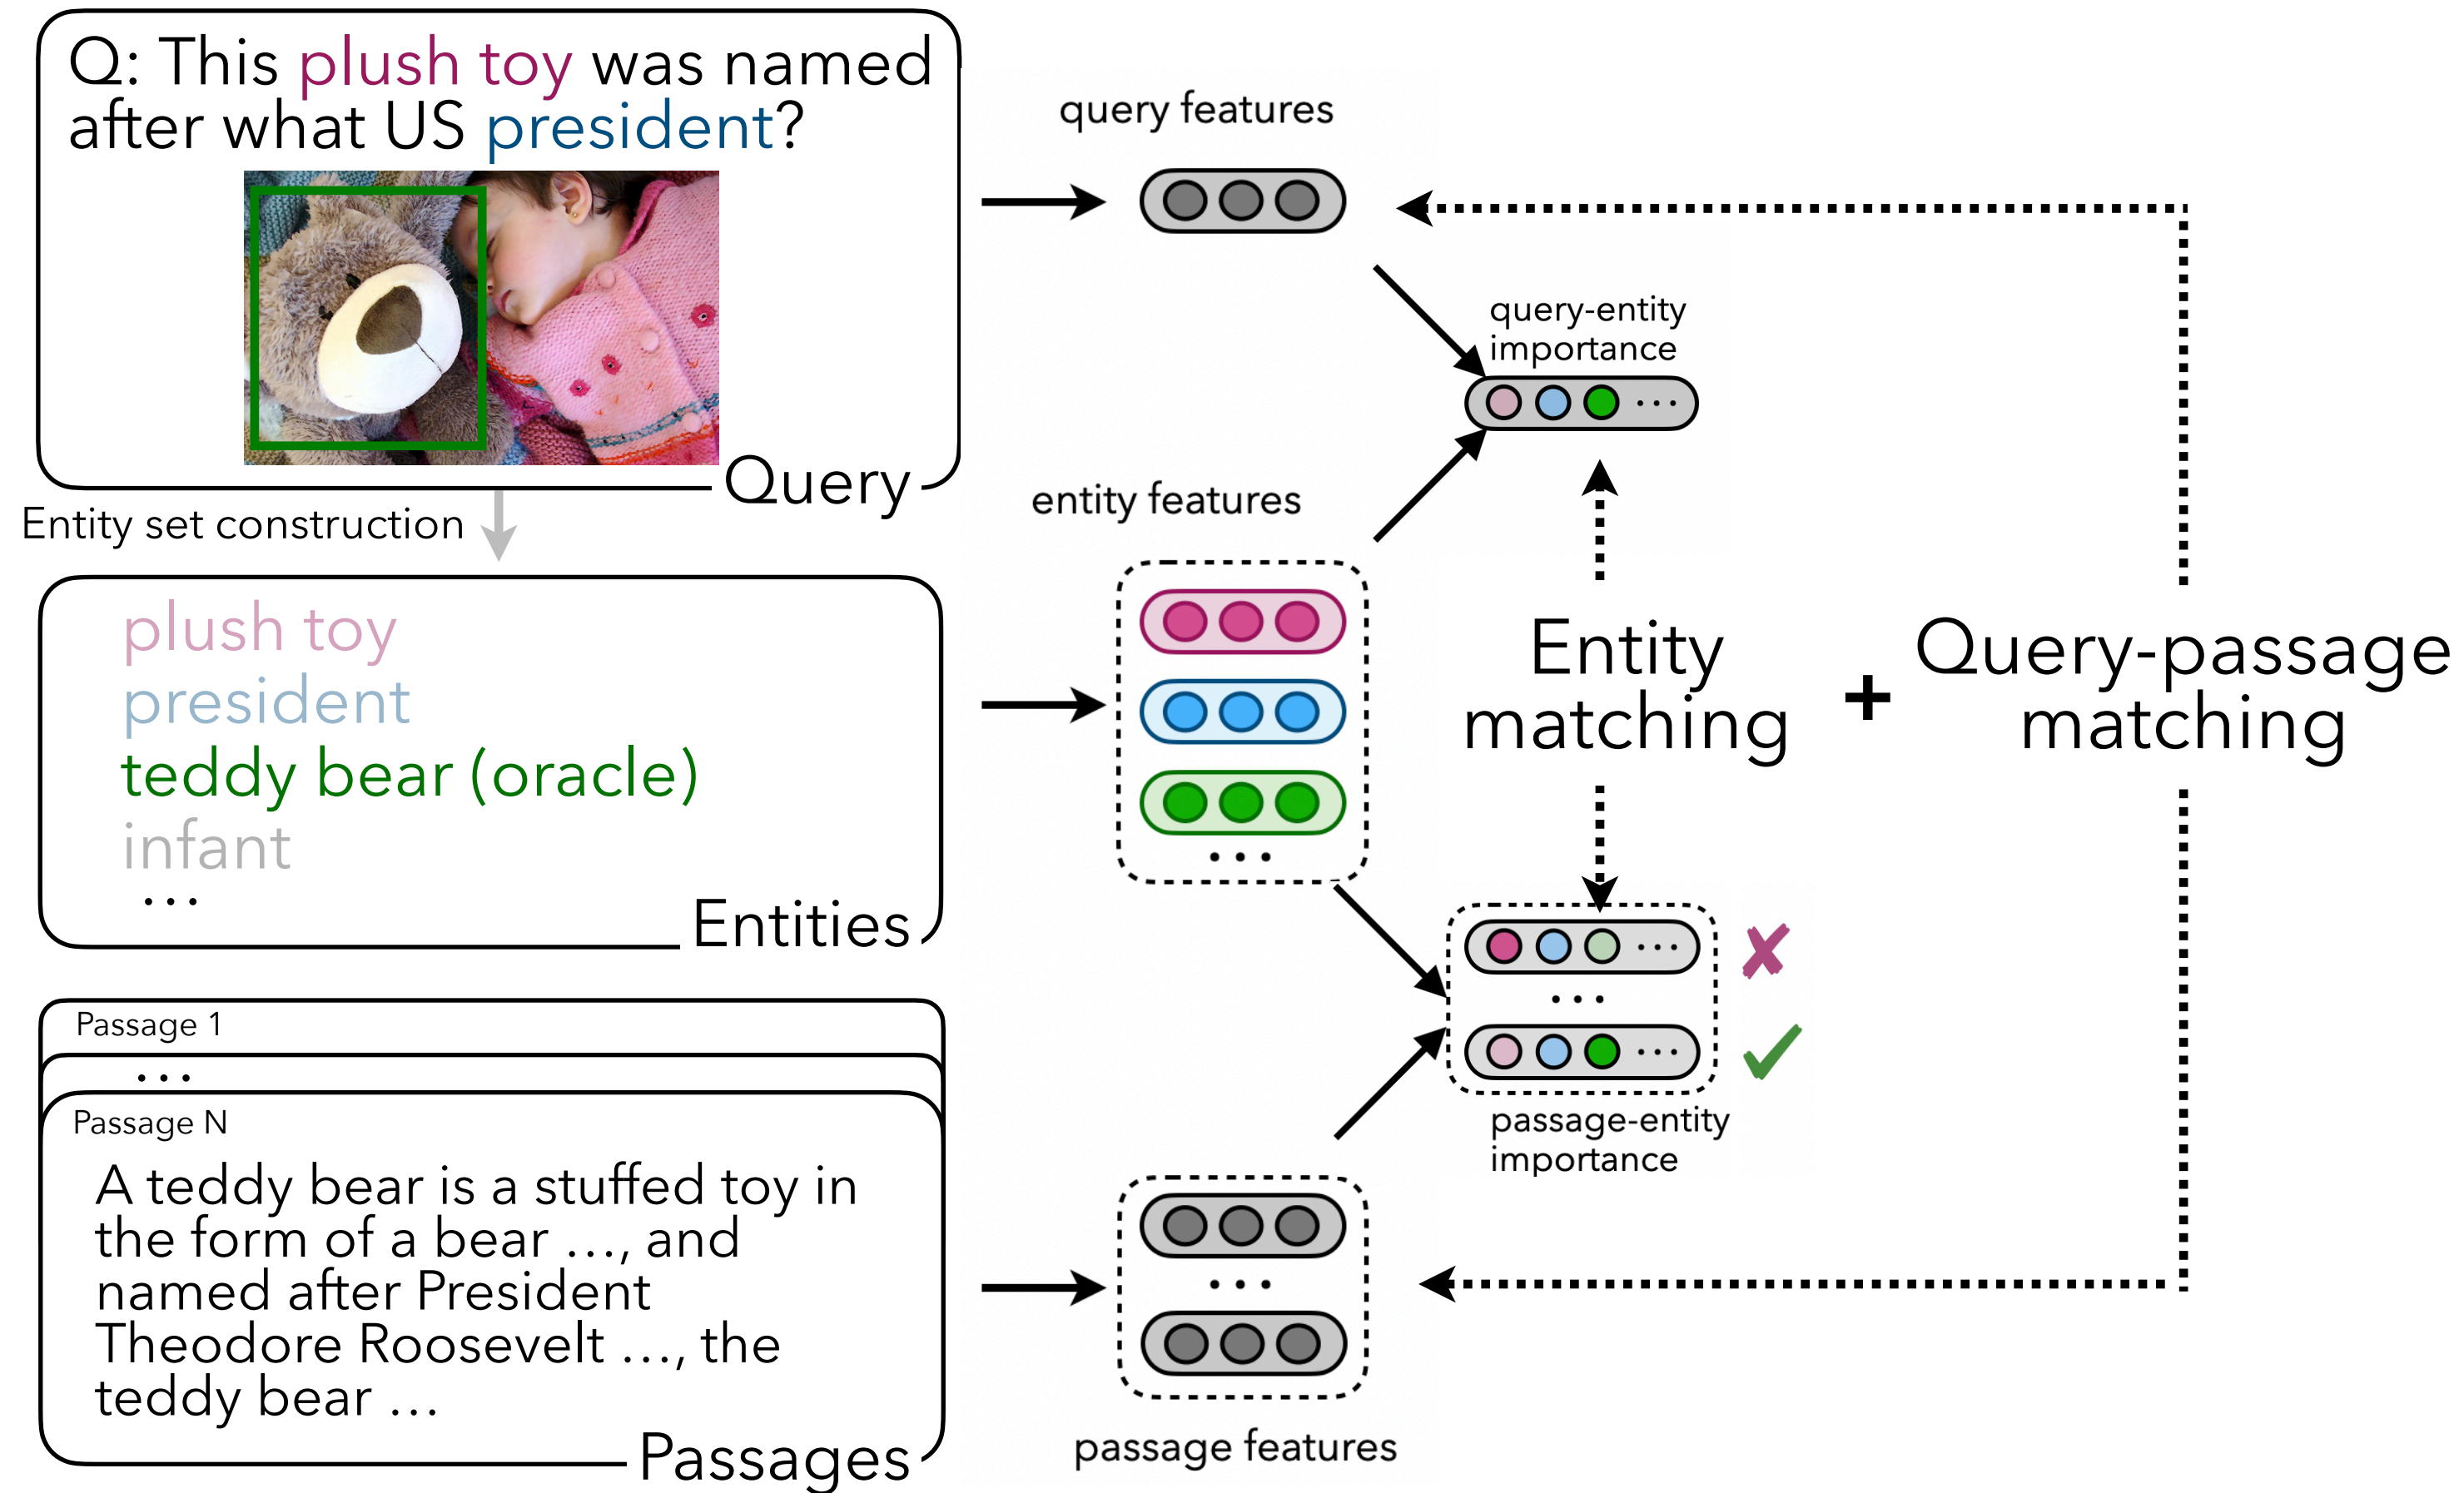 Q: This plush toy was named
after what US president?
Query
Entity set construction
plush toy
president
teddy bear (oracle)
infant
...
Entities
Passage 1
...
Passage N
A teddy bear is a stuffed toy in
the form of a bear ..., and
named after President
Theodore Roosevelt ..., the
teddy bear ...
Passages
query features
entity features
...
passage features
...
query-entity
importance
...
Entity
matching
+
Query-passage
matching
...
...
...
passage-entity
importance